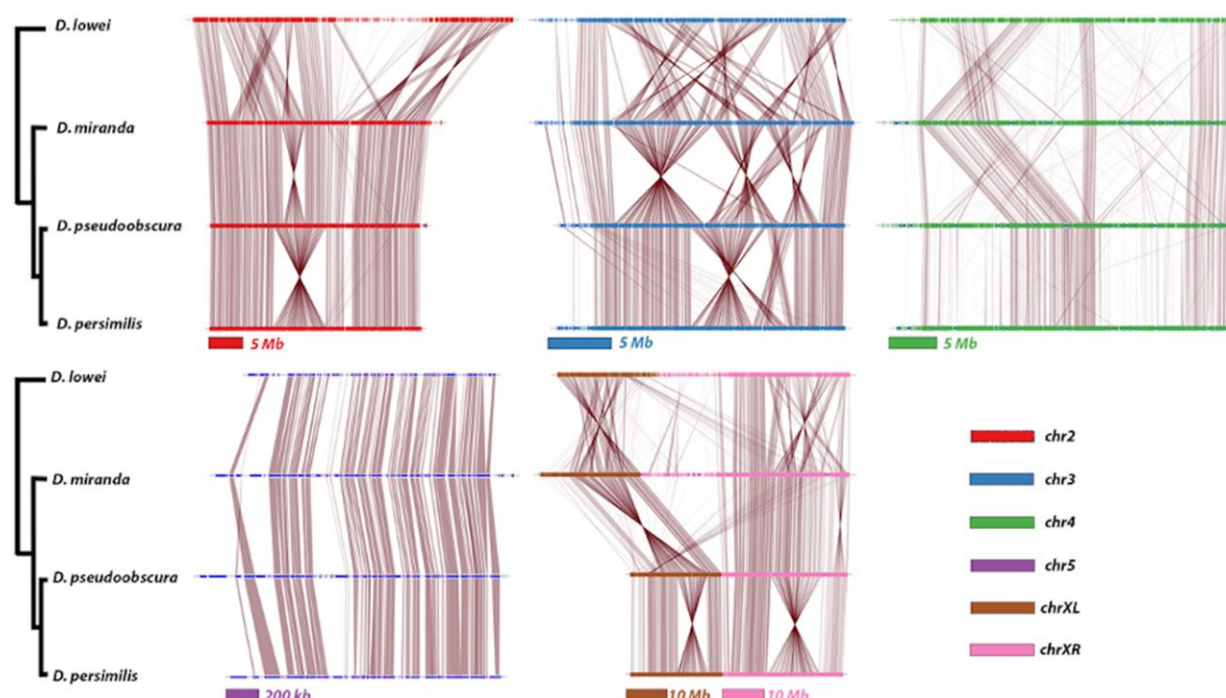 D. lowei
D. miranda
D. pseudoobscura
D. persimilis
5 Mb
5 Mb
5 Mb
D. lowei
D. miranda
D. pseudoobscura
D. persimilis
200 kb
10 Mb
10 Mb
chr2
chr3
chr4
chr5
chrXL
chrXR